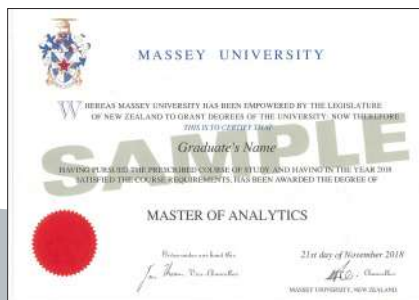 MASSEY UNIVERSITY
WHEREAS MASSEY UNIVERSITY HAS BEEN EMPOWERED BY THE LEGISLATURE
OF NEW ZEALAND TO GRANT DEGREES OF THE UNIVERSITY, NOW THEREFORE
THIS IS TO CERTIFY THAT
Graduate's Name
SAMPLE
HAVING PURSUED THE PRESCRIBED COURSE OF STUDY AND HAVING IN THE YEAR 2018
SATISFIED THE COURSE REQUIREMENTS, HAS BEEN AWARDED THE DEGREE OF
MASTER OF ANALYTICS
21st day of November 2018
Vice-Chancellor
Chancellor
MASSEY UNIVERSITY, NEW ZEALAND